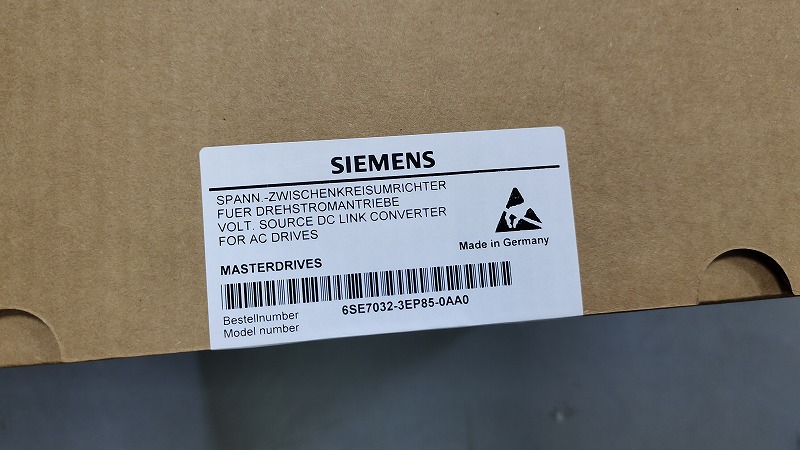 SIEMENS
SPANN.-ZWISCHENKREISUMRICHTER
FUER DREHSTROMANTRIEBE
VOLT. SOURCE DC LINK CONVERTER
FOR AC DRIVES
Made in Germany
MASTERDRIVES
Bestellnumber 6SE7032-3EP85-0AA0
Model number